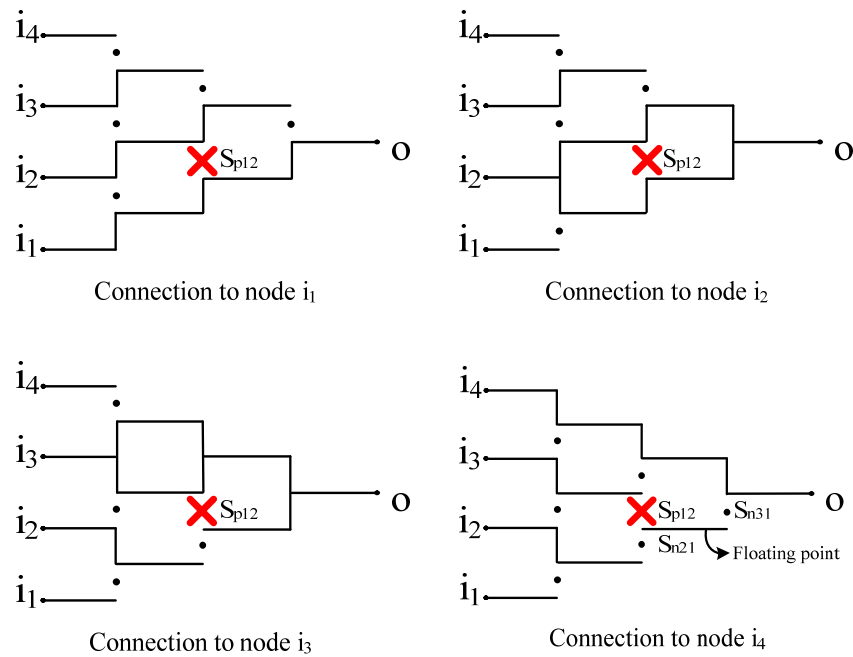 i4
i3
i2
i1
Sp12
o
Connection to node i1
i4
i3
i2
i1
Sp12
o
Connection to node i2
i4
i3
i2
i1
Sp12
o
Connection to node i3
i4
i3
i2
i1
Sp12
Sn31
o
Sn21
Floating point
Connection to node i4